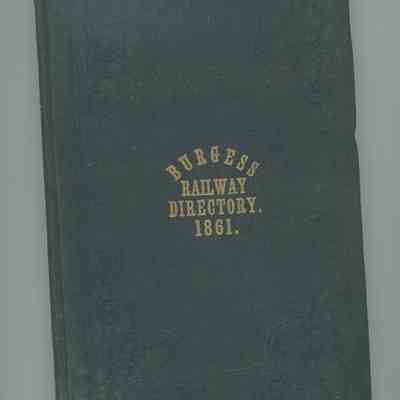 BURGESS
RAILWAY
DIRECTORY.
1861.